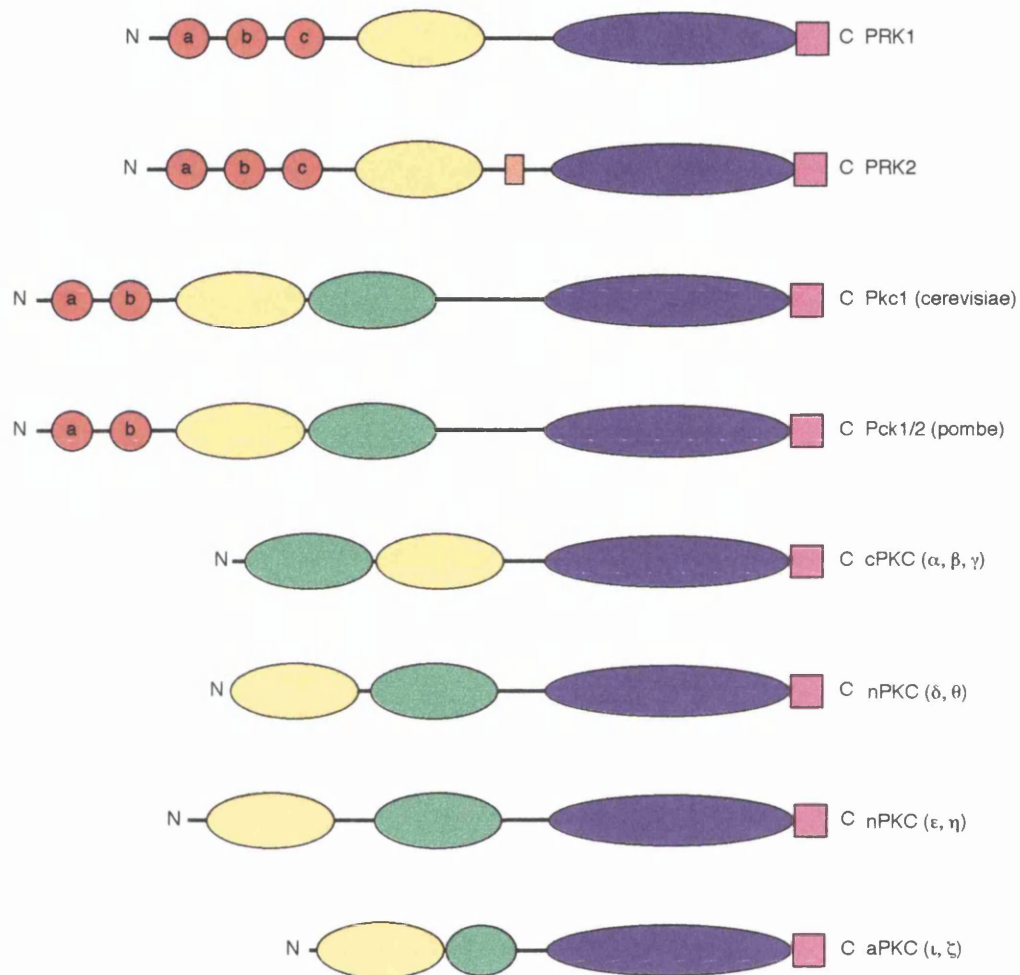 N a b c C PRK1
N a b c C PRK2
N a b C Pkc1 (cerevisiae)
N a b C Pck1/2 (pombe)
N C cPKC (α, β, γ)
N C nPKC (δ, θ)
N C nPKC (ε, η)
N C aPKC (ι, ζ)